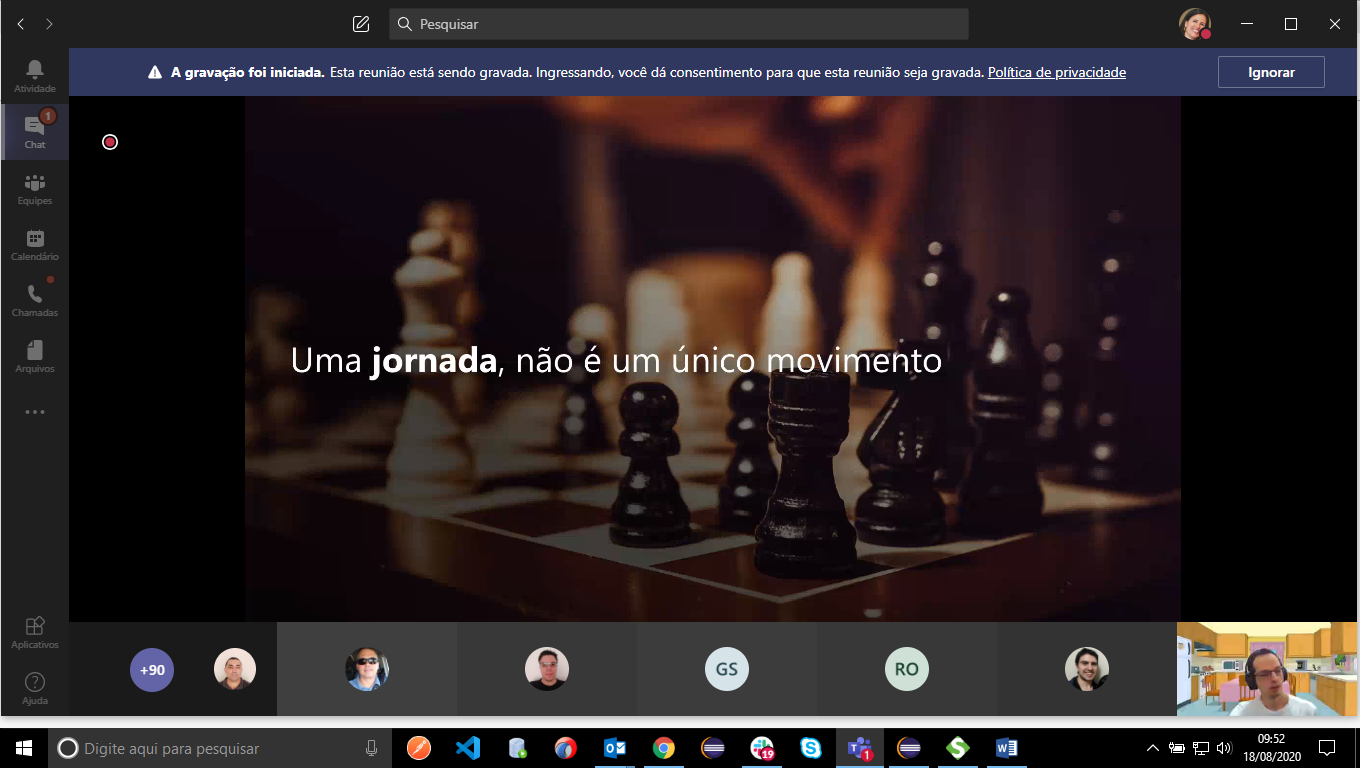 Pesquisar
A gravação foi iniciada. Esta reunião está sendo gravada. Ingressando, você dá consentimento para que esta reunião seja gravada. Política de privacidade
Ignorar
Atividade
1
Chat
Equipes
Calendário
Chamadas
Arquivos
Uma jornada, não é um único movimento
Aplicativos
Ajuda
+90
GS
RO
Digite aqui para pesquisar
19
1
09:52
18/08/2020